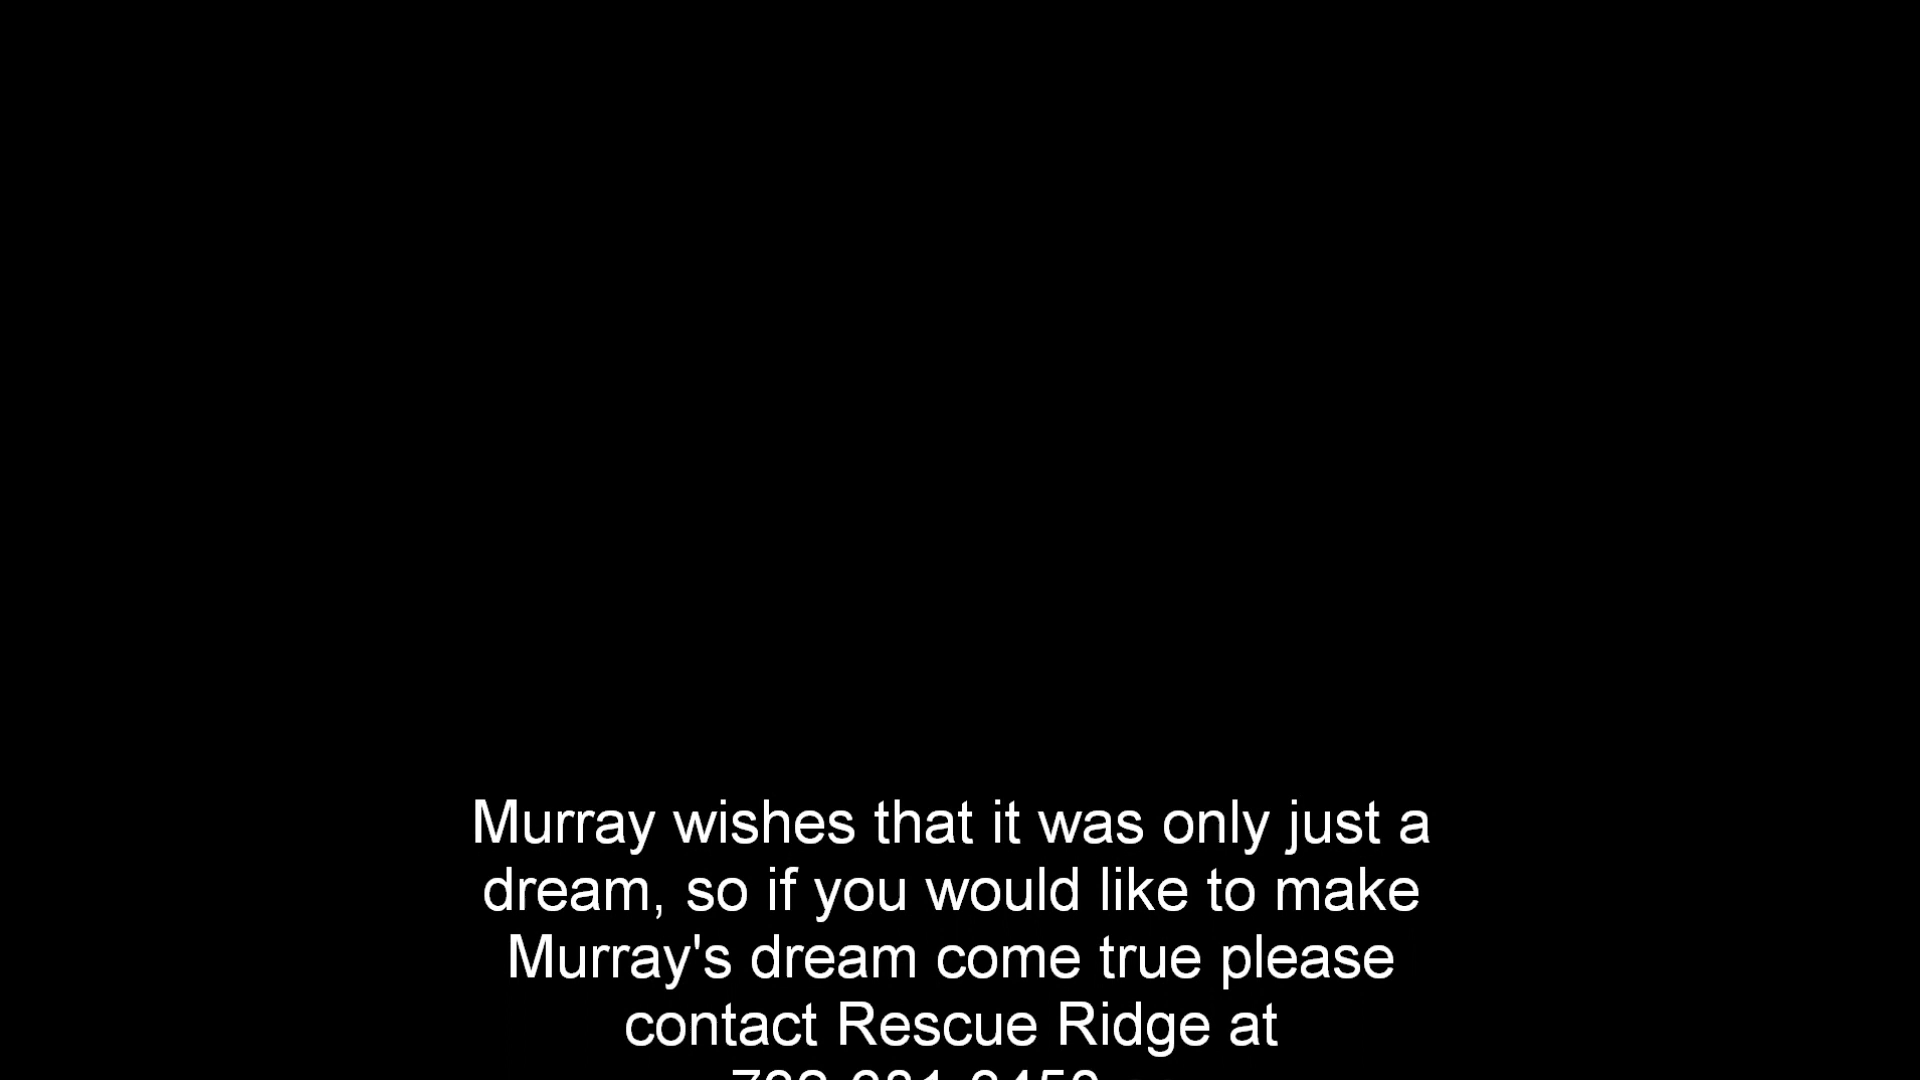 Murray wishes that it was only just a
dream, so if you would like to make
Murray's dream come true please
contact Rescue Ridge at